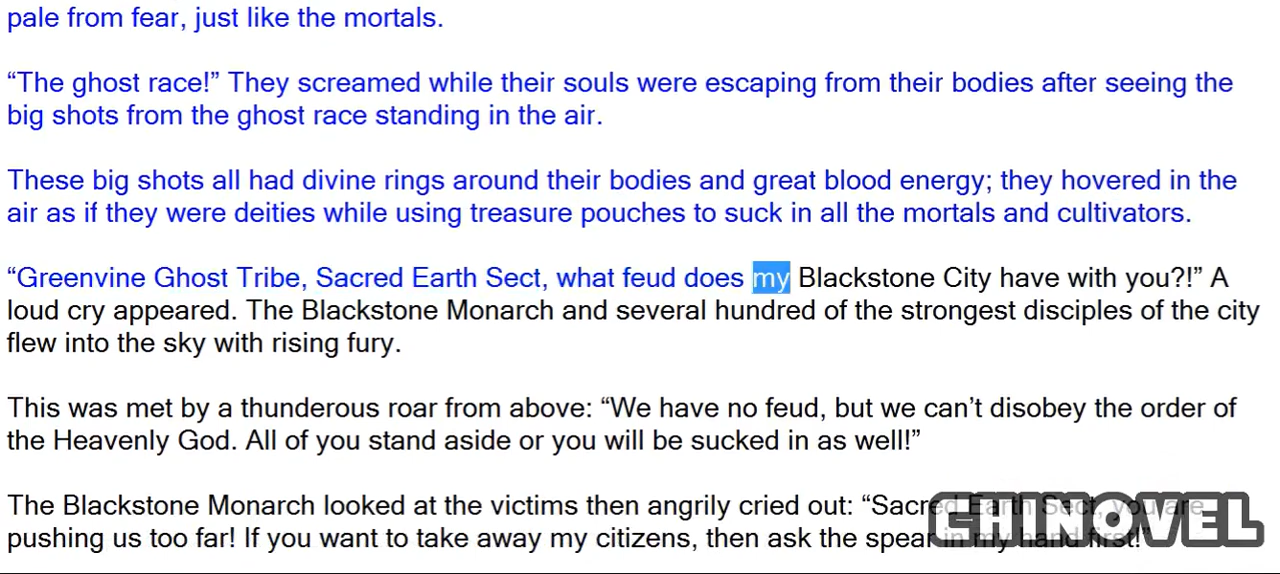 pale from fear, just like the mortals.
“The ghost race!” They screamed while their souls were escaping from their bodies after seeing the
big shots from the ghost race standing in the air.
These big shots all had divine rings around their bodies and great blood energy; they hovered in the
air as if they were deities while using treasure pouches to suck in all the mortals and cultivators.
“Greenvine Ghost Tribe, Sacred Earth Sect, what feud does my Blackstone City have with you?!” A
loud cry appeared. The Blackstone Monarch and several hundred of the strongest disciples of the city
flew into the sky with rising fury.
This was met by a thunderous roar from above: “We have no feud, but we can’t disobey the order of
the Heavenly God. All of you stand aside or you will be sucked in as well!”
The Blackstone Monarch looked at the victims then angrily cried out: “Sacred Earth Sect, you are
pushing us too far! If you want to take away my citizens, then ask the spear in my hand first!”
CHINOVEL